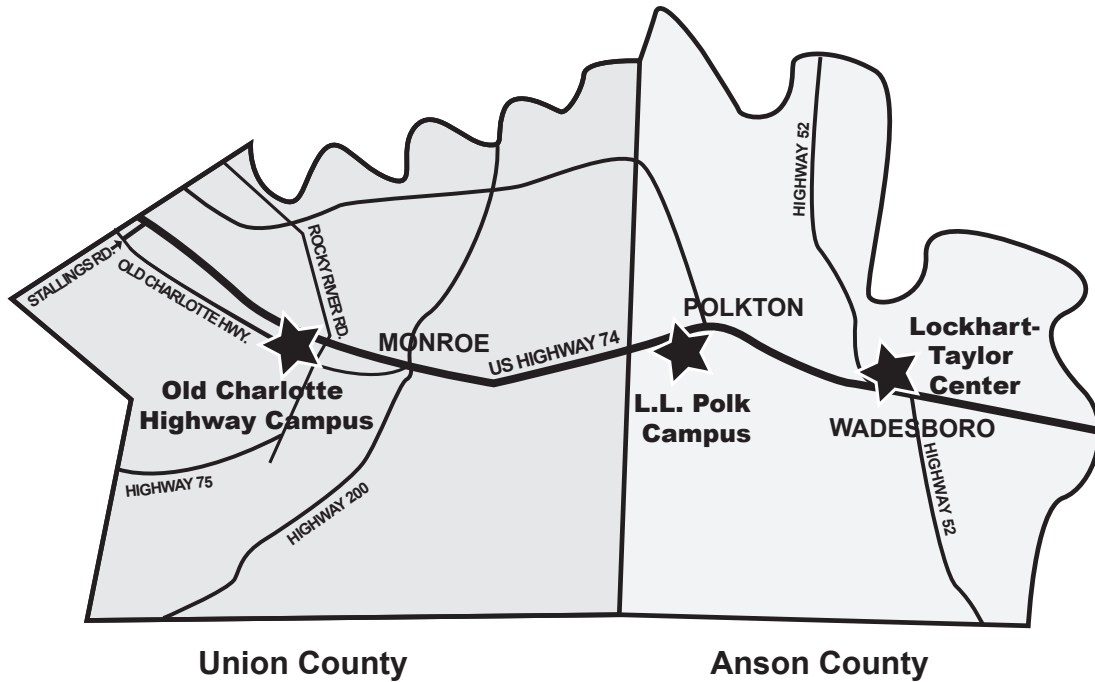 HIGHWAY 52
STALLINGS RD.
OLD CHARLOTTE HWY.
ROCKY RIVER RD.
MONROE
US HIGHWAY 74
POLKTON
Lockhart-
Taylor
Center
Old Charlotte
Highway Campus
L.L. Polk
Campus
WADESBORO
HIGHWAY 75
HIGHWAY 200
HIGHWAY 52
Union County
Anson County